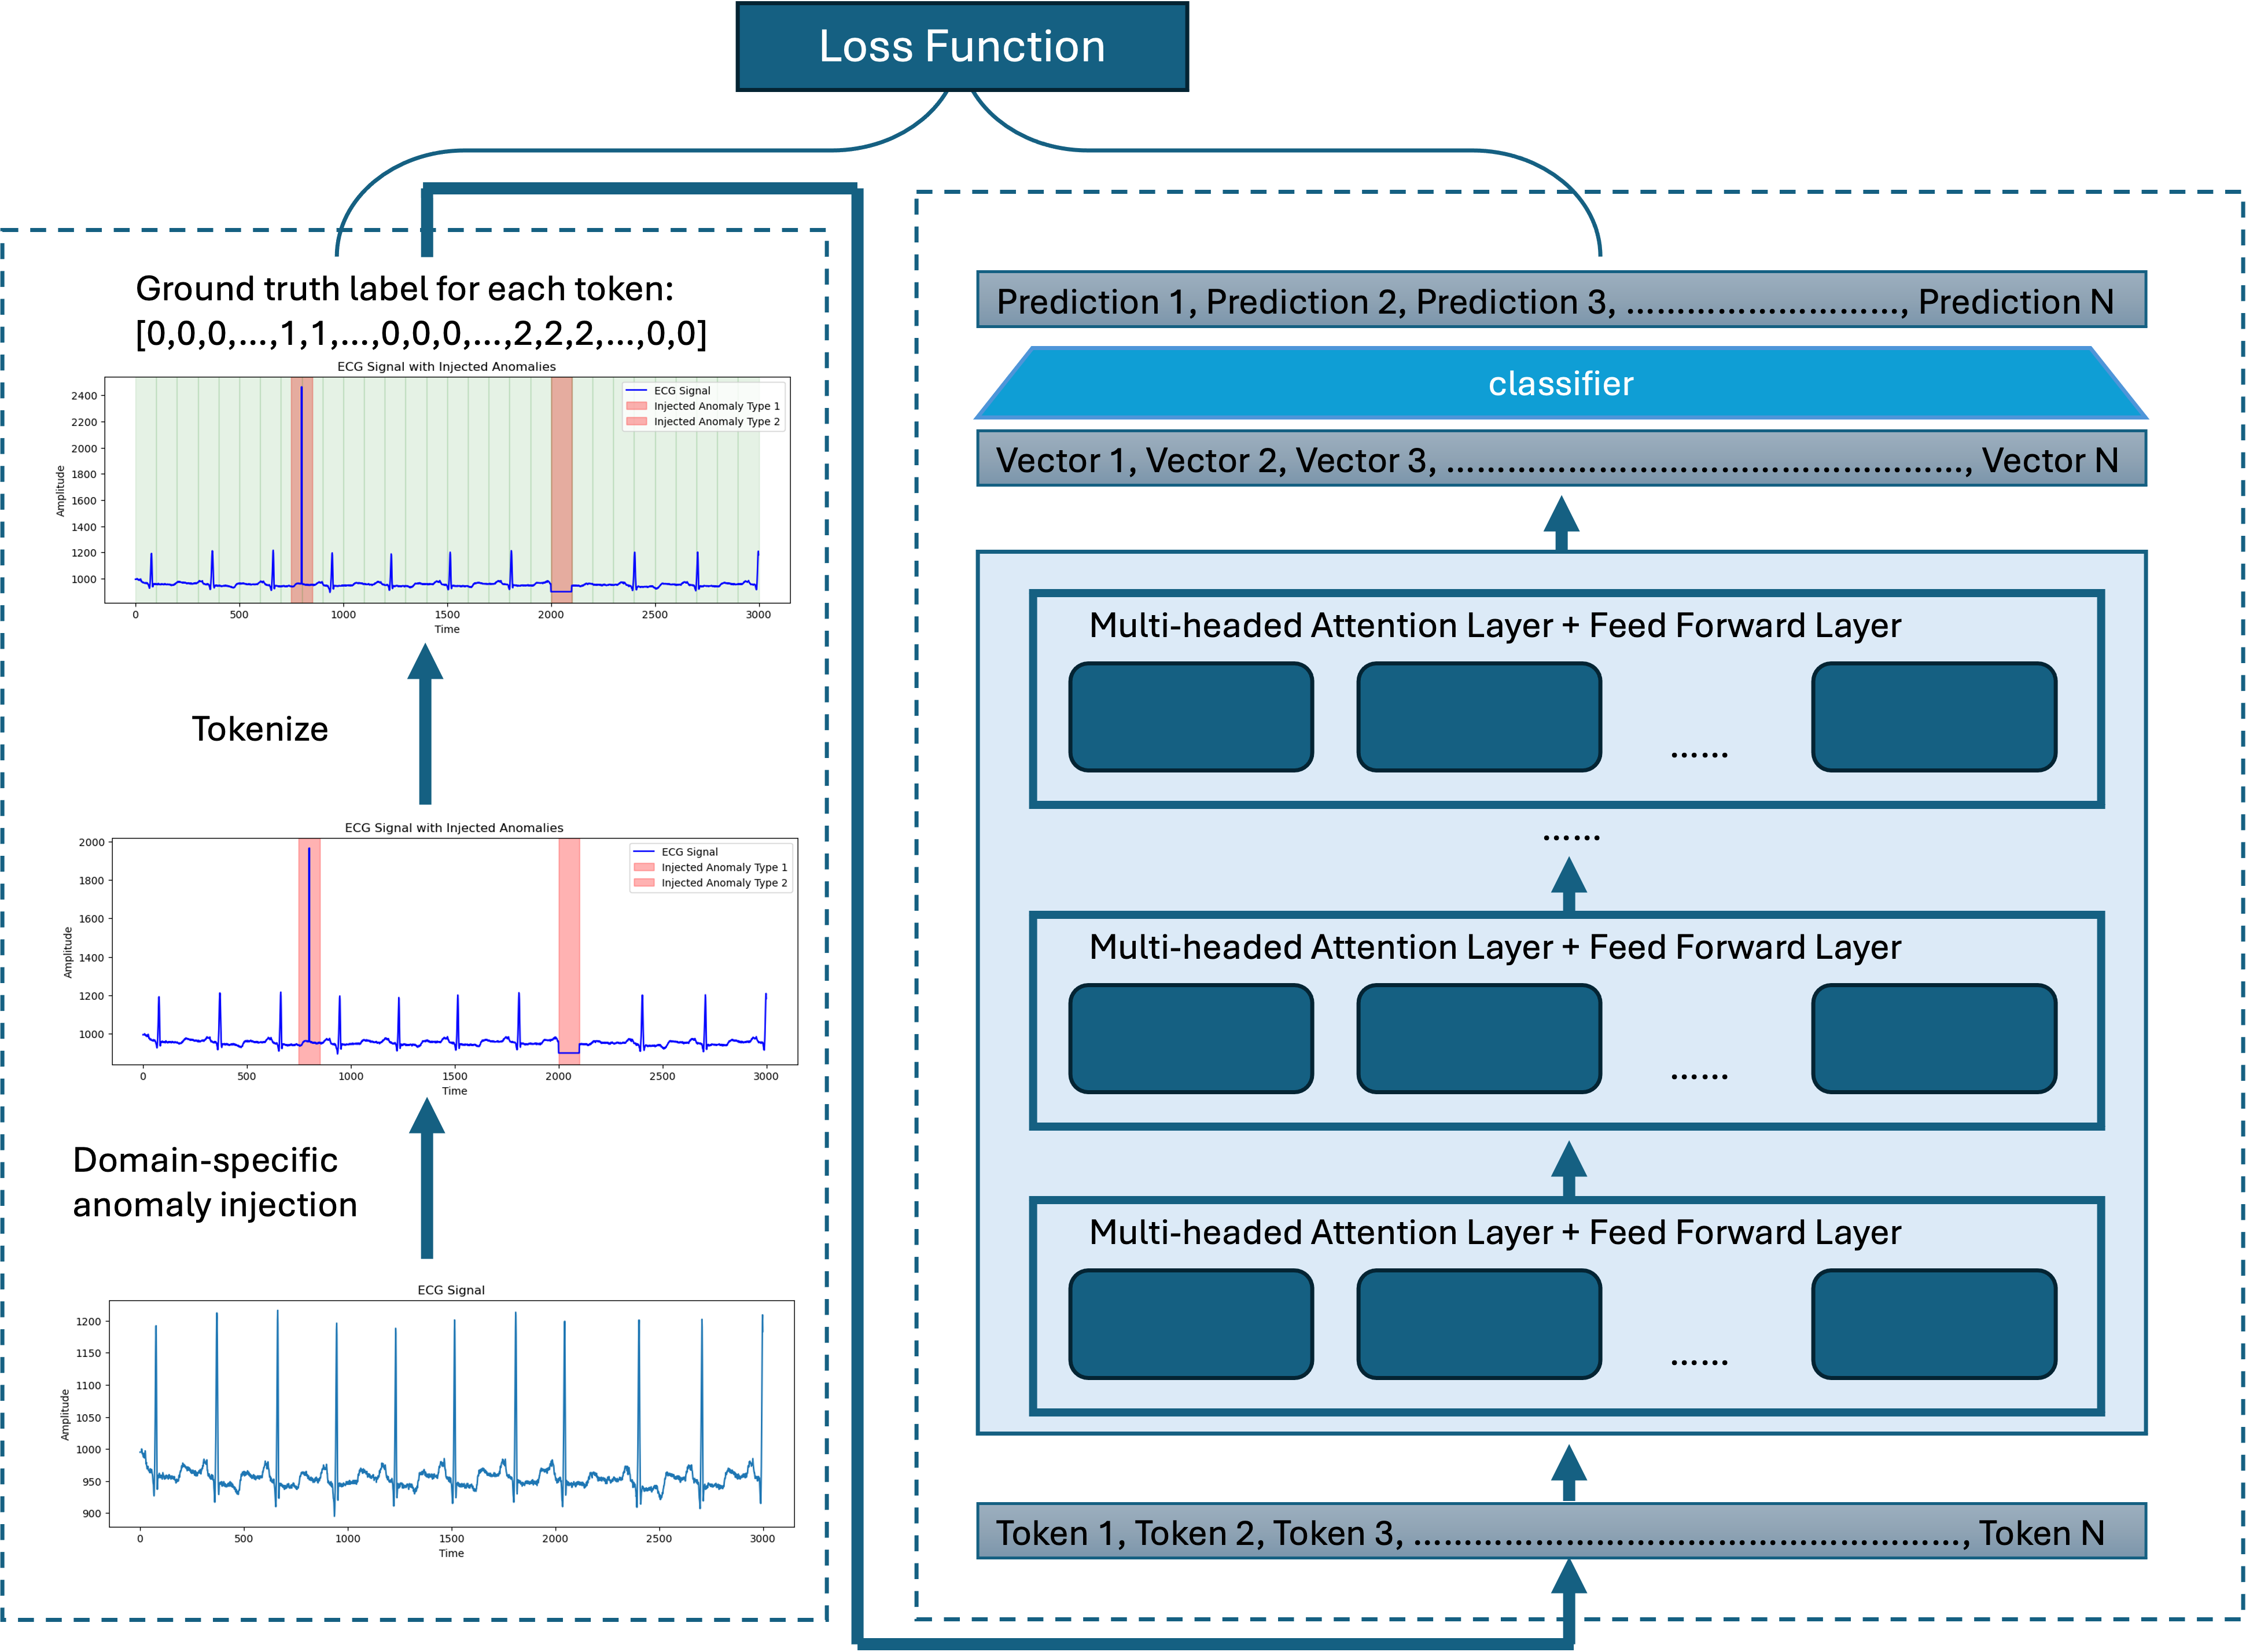 Loss Function
Ground truth label for each token:
[0,0,0,...,1,1,...,0,0,0,...,2,2,2,...,0,0]
ECG Signal with Injected Anomalies
ECG Signal
Injected Anomaly Type 1
Injected Anomaly Type 2
2400
2200
2000
1800
1600
1400
1200
1000
Amplitude
0 500 1000 1500 2000 2500 3000
Time
Tokenize
ECG Signal with Injected Anomalies
ECG Signal
Injected Anomaly Type 1
Injected Anomaly Type 2
2000
1800
1600
1400
1200
1000
Amplitude
0 500 1000 1500 2000 2500 3000
Time
Domain-specific
anomaly injection
ECG Signal
1200
1150
1100
1050
1000
950
900
Amplitude
0 500 1000 1500 2000 2500 3000
Time
Prediction 1, Prediction 2, Prediction 3, ..............................., Prediction N
classifier
Vector 1, Vector 2, Vector 3, ............................................................, Vector N
Multi-headed Attention Layer + Feed Forward Layer
......
......
Multi-headed Attention Layer + Feed Forward Layer
......
Multi-headed Attention Layer + Feed Forward Layer
......
Token 1, Token 2, Token 3, ................................................................, Token N